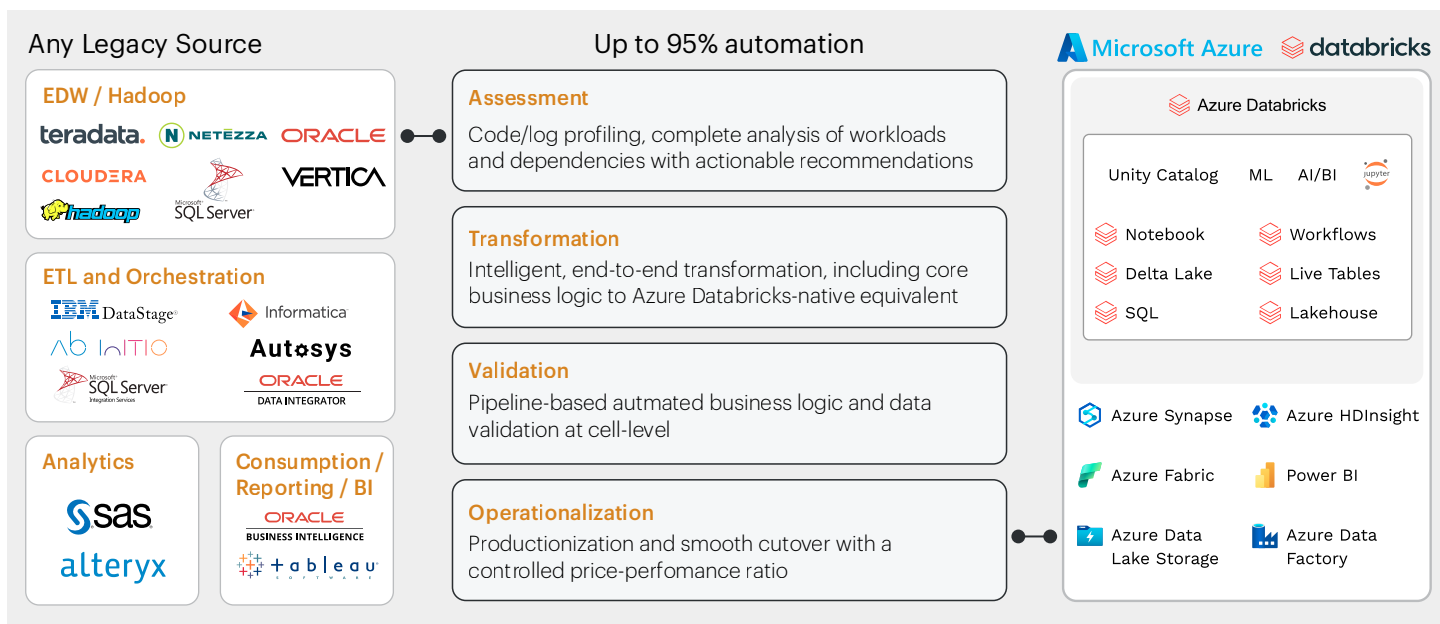 Any Legacy Source
EDW / Hadoop
teradata.
N NETEZZA
ORACLE
CLOUDERA
Microsoft®
SQL Server®
VERTICA
hadoop
ETL and Orchestration
IBM DataStage®
Informatica
Ab INITIO
Autosys
Microsoft®
SQL Server®
Integration Services
ORACLE
DATA INTEGRATOR
Analytics
sas
alteryx
Consumption /
Reporting / BI
ORACLE
BUSINESS INTELLIGENCE
+ableau
SOFTWARE
Up to 95% automation
Assessment
Code/log profiling, complete analysis of workloads
and dependencies with actionable recommendations
Transformation
Intelligent, end-to-end transformation, including core
business logic to Azure Databricks-native equivalent
Validation
Pipeline-based autmated business logic and data
validation at cell-level
Operationalization
Productionization and smooth cutover with a
controlled price-perfomance ratio
Microsoft Azure
databricks
Azure Databricks
Unity Catalog ML AI/BI jupyter
Notebook Workflows
Delta Lake Live Tables
SQL Lakehouse
Azure Synapse Azure HDInsight
Azure Fabric Power BI
Azure Data
Lake Storage
Azure Data
Factory